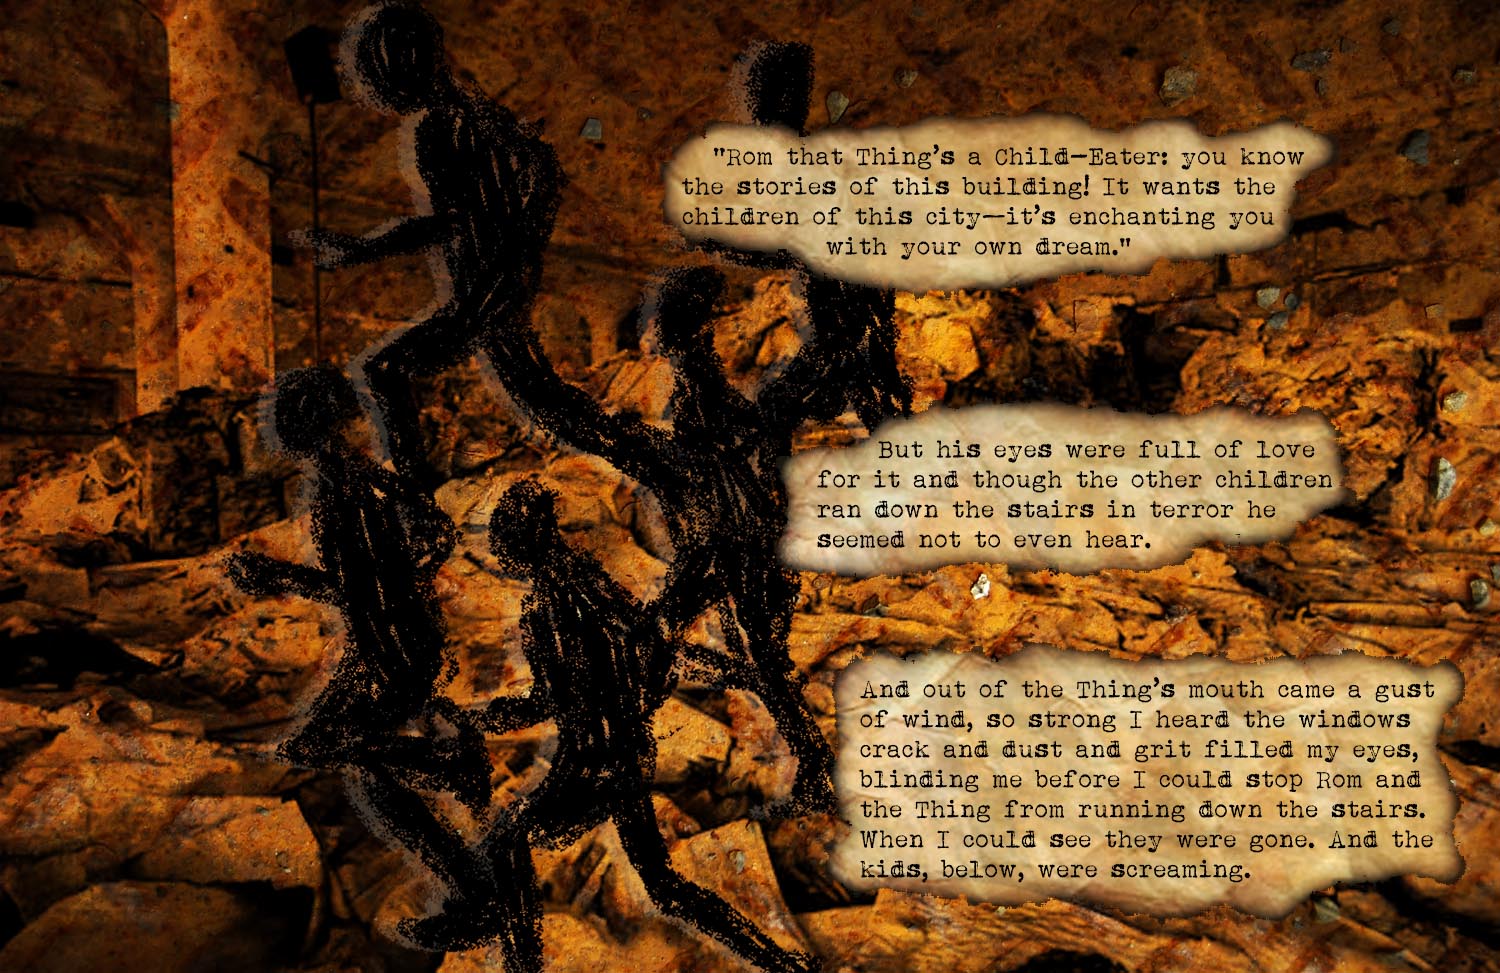 "Rom that Thing's a Child—Eater: you know
the stories of this building! It wants the
children of this city—it's enchanting you
with your own dream."
But his eyes were full of love
for it and though the other children
ran down the stairs in terror he
seemed not to even hear.
And out of the Thing's mouth came a gust
of wind, so strong I heard the windows
crack and dust and grit filled my eyes,
blinding me before I could stop Rom and
the Thing from running down the stairs.
When I could see they were gone. And the
kids, below, were screaming.